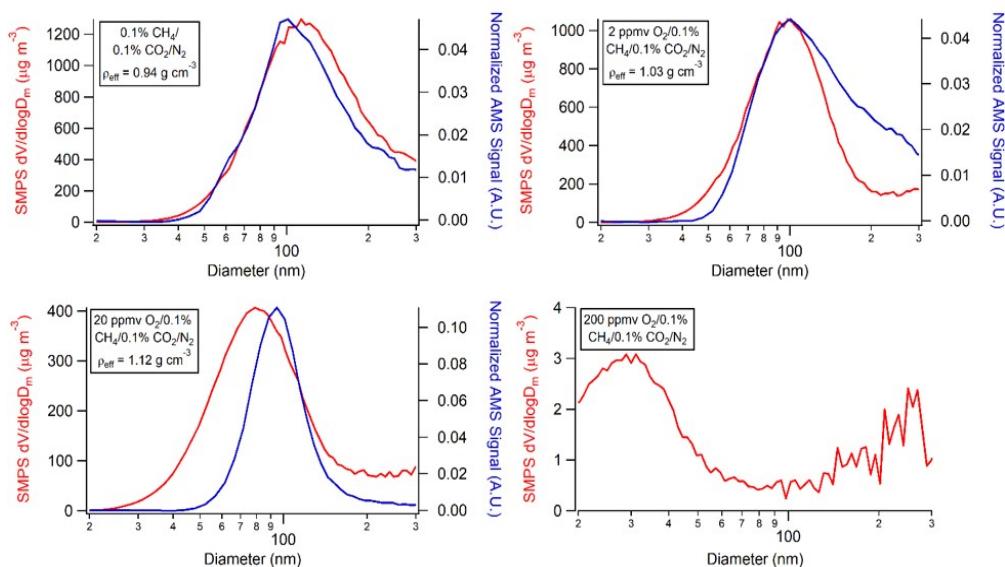 SMPS dV/dlogDₘ (µg m⁻³)
1200
1000
800
600
400
200
0
0.1% CH₄/
0.1% CO₂/N₂
ρeff = 0.94 g cm⁻³
0.04
0.03
0.02
0.01
0.00
Normalized AMS Signal (A.U.)
2 3 4 5 6 7 8 9 100 2 3
Diameter (nm)
SMPS dV/dlogDₘ (µg m⁻³)
1000
800
600
400
200
0
2 ppmv O₂/0.1%
CH₄/0.1% CO₂/N₂
ρeff = 1.03 g cm⁻³
0.04
0.03
0.02
0.01
0.00
Normalized AMS Signal (A.U.)
2 3 4 5 6 7 8 9 100 2 3
Diameter (nm)
SMPS dV/dlogDₘ (µg m⁻³)
400
300
200
100
0
20 ppmv O₂/0.1%
CH₄/0.1% CO₂/N₂
ρeff = 1.12 g cm⁻³
0.10
0.08
0.06
0.04
0.02
0.00
Normalized AMS Signal (A.U.)
2 3 4 5 6 7 8 9 100 2 3
Diameter (nm)
SMPS dV/dlogDₘ (µg m⁻³)
4
3
2
1
0
200 ppmv O₂/0.1%
CH₄/0.1% CO₂/N₂
2 3 4 5 6 7 8 9 100 2 3
Diameter (nm)